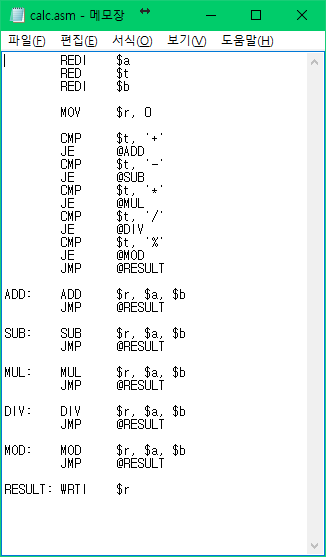 calc.asm - 메모장
파일(F) 편집(E) 서식(O) 보기(V) 도움말(H)
REDI $a
RED $t
REDI $b
MOV $r, 0
CMP $t, '+'
JE @ADD
CMP $t, '-'
JE @SUB
CMP $t, '*'
JE @MUL
CMP $t, '/'
JE @DIV
CMP $t, '%'
JE @MOD
JMP @RESULT
ADD: ADD $r, $a, $b
JMP @RESULT
SUB: SUB $r, $a, $b
JMP @RESULT
MUL: MUL $r, $a, $b
JMP @RESULT
DIV: DIV $r, $a, $b
JMP @RESULT
MOD: MOD $r, $a, $b
JMP @RESULT
RESULT: WRTI $r